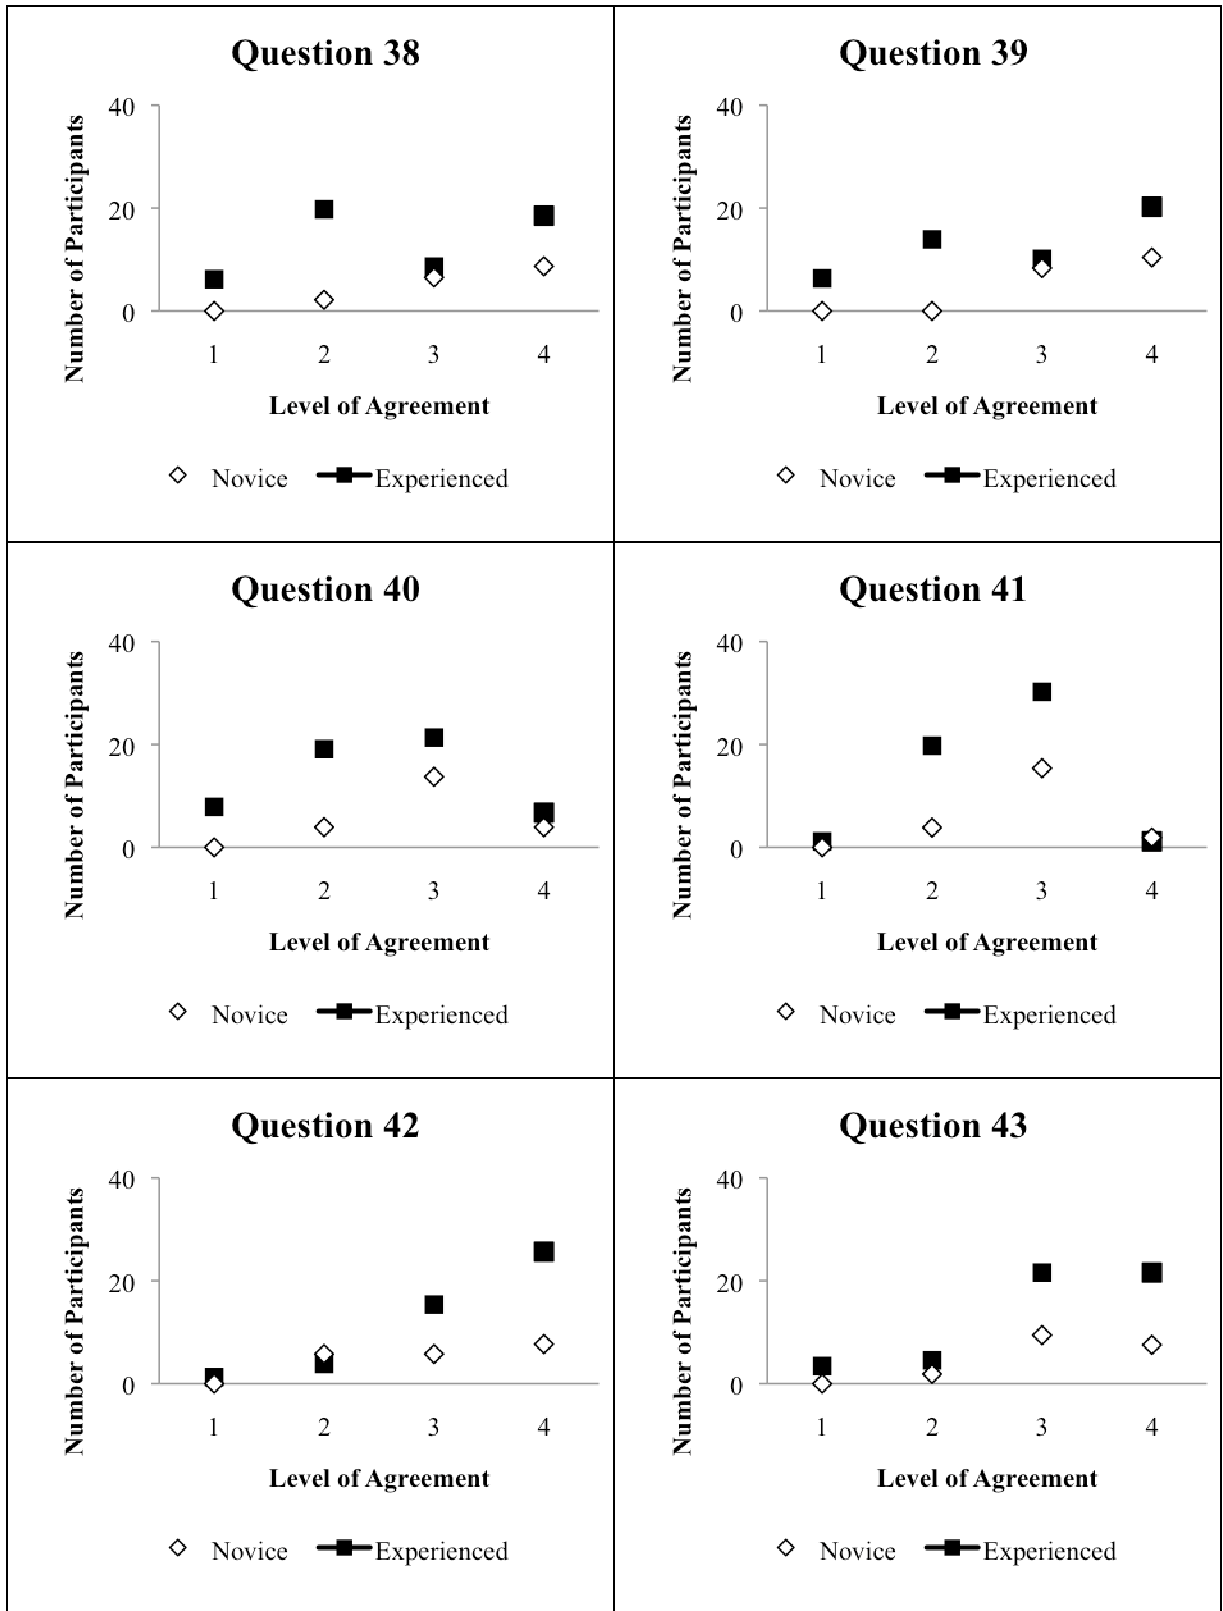 Question 38
40
20
0
Number of Participants
1 2 3 4
Level of Agreement
Novice Experienced
Question 39
40
20
0
Number of Participants
1 2 3 4
Level of Agreement
Novice Experienced
Question 40
40
20
0
Number of Participants
1 2 3 4
Level of Agreement
Novice Experienced
Question 41
40
20
0
Number of Participants
1 2 3 4
Level of Agreement
Novice Experienced
Question 42
40
20
0
Number of Participants
1 2 3 4
Level of Agreement
Novice Experienced
Question 43
40
20
0
Number of Participants
1 2 3 4
Level of Agreement
Novice Experienced